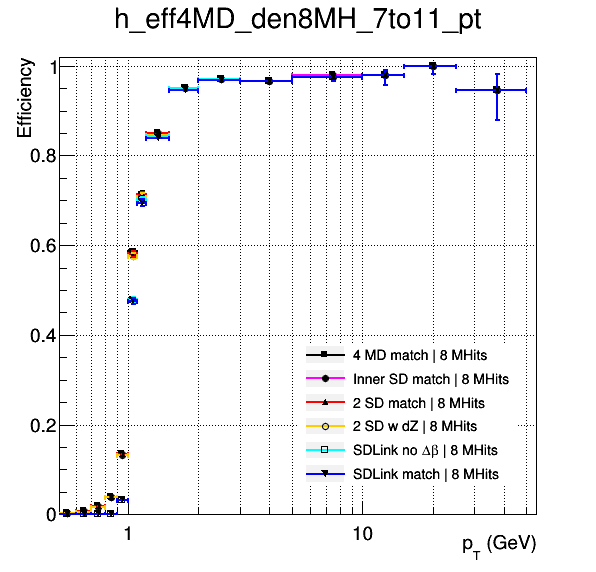 h_eff4MD_den8MH_7to11_pt
Efficiency
1
0.8
0.6
0.4
0.2
0
4 MD match | 8 MHits
Inner SD match | 8 MHits
2 SD match | 8 MHits
2 SD w dZ | 8 MHits
SDLink no Δβ | 8 MHits
SDLink match | 8 MHits
1
10
p_T (GeV)